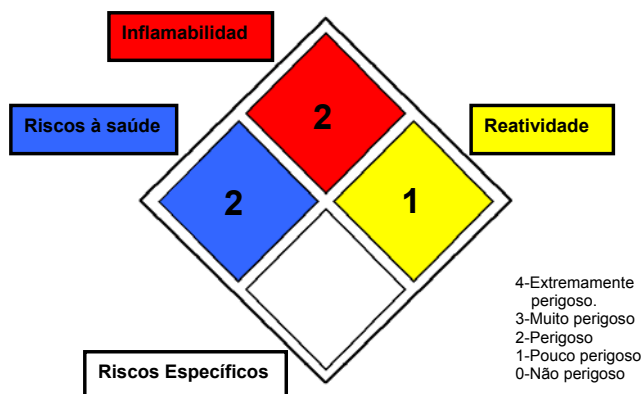 Inflamabilidad
Riscos à saúde
Reatividade
2
2
1
4-Extremamente
perigoso.
3-Muito perigoso
2-Perigoso
1-Pouco perigoso
0-Não perigoso
Riscos Específicos